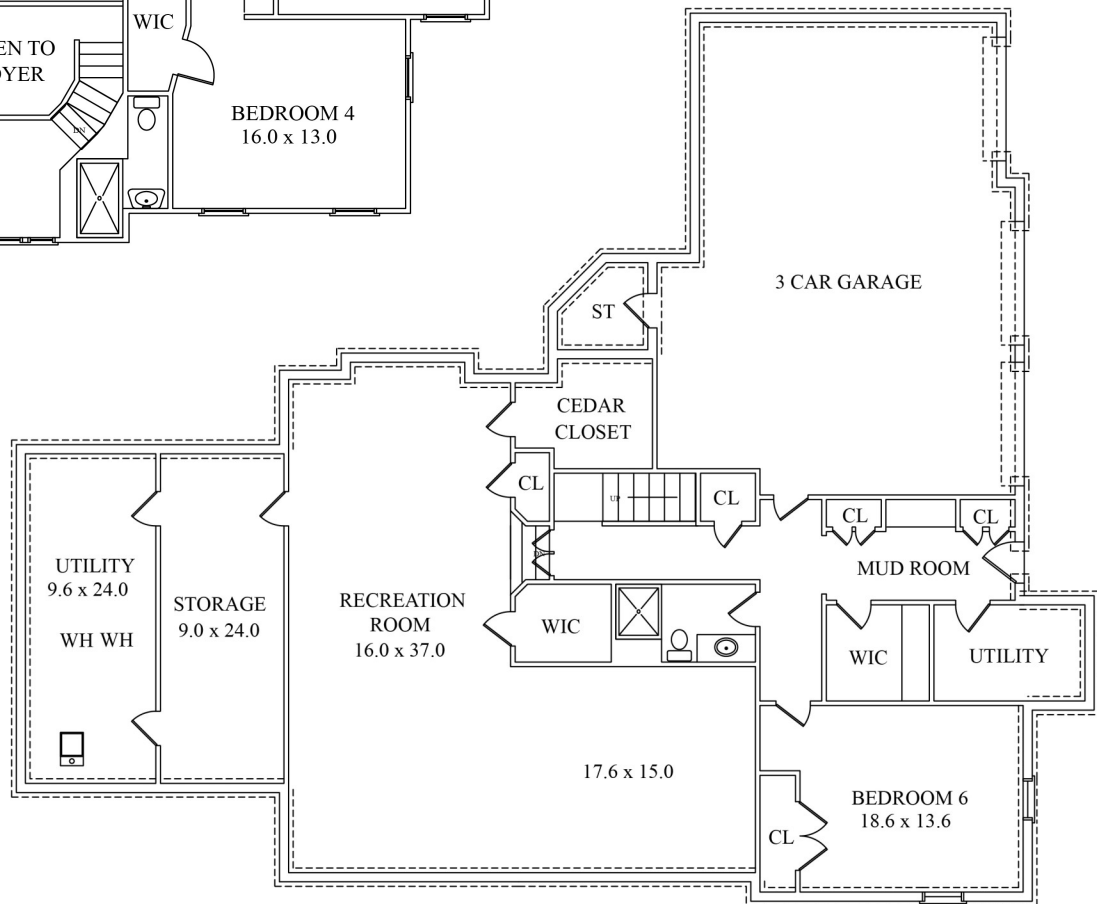 WIC
EN TO
YER
DN
BEDROOM 4
16.0 x 13.0
3 CAR GARAGE
ST
CEDAR
CLOSET
CL
UP
CL
CL
CL
MUD ROOM
UTILITY
9.6 x 24.0
WH WH
STORAGE
9.0 x 24.0
RECREATION
ROOM
16.0 x 37.0
WIC
WIC
UTILITY
17.6 x 15.0
BEDROOM 6
18.6 x 13.6
CL